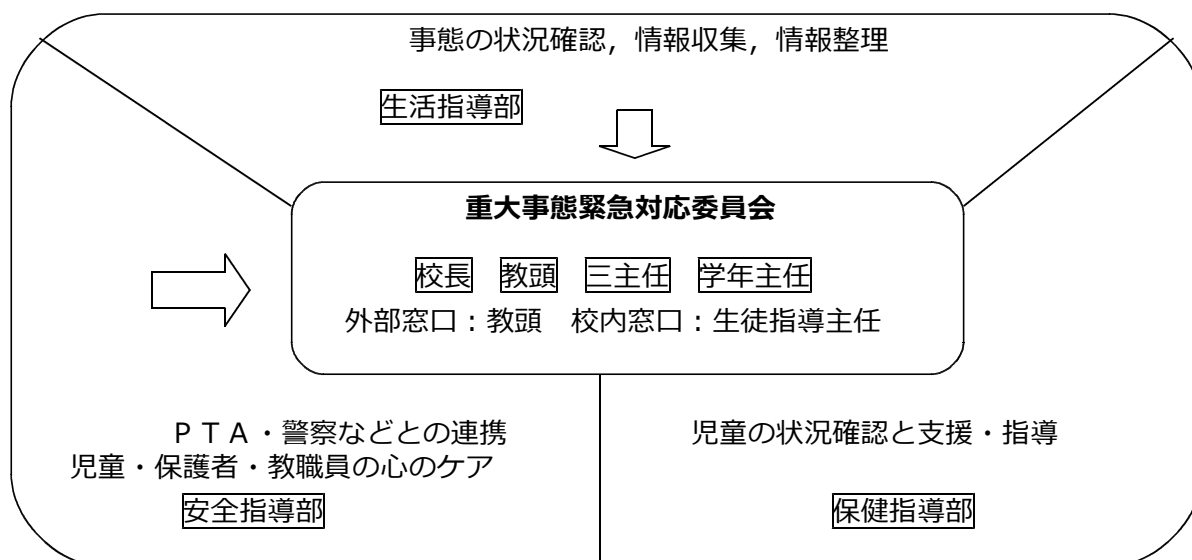 事態の状況確認，情報収集，情報整理
生活指導部
重大事態緊急対応委員会
校長　教頭　三主任　学年主任
外部窓口：教頭　校内窓口：生徒指導主任
ＰＴＡ・警察などとの連携
児童・保護者・教職員の心のケア
安全指導部
児童の状況確認と支援・指導
保健指導部